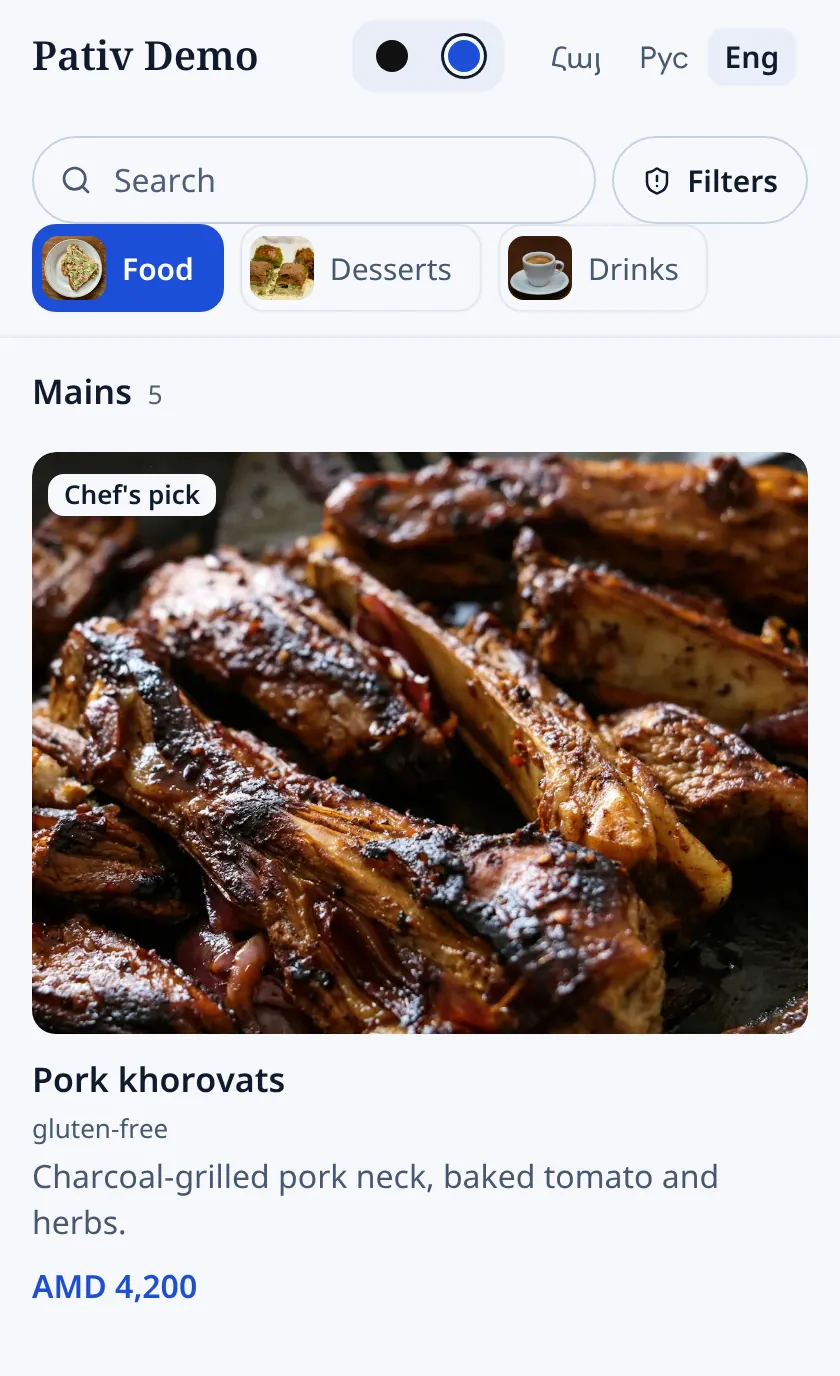 Pativ Demo
Հայ
Рус
Eng
Search
Filters
Food
Desserts
Drinks
Mains 5
Chef's pick
Pork khorovats
gluten-free
Charcoal-grilled pork neck, baked tomato and
herbs.
AMD 4,200